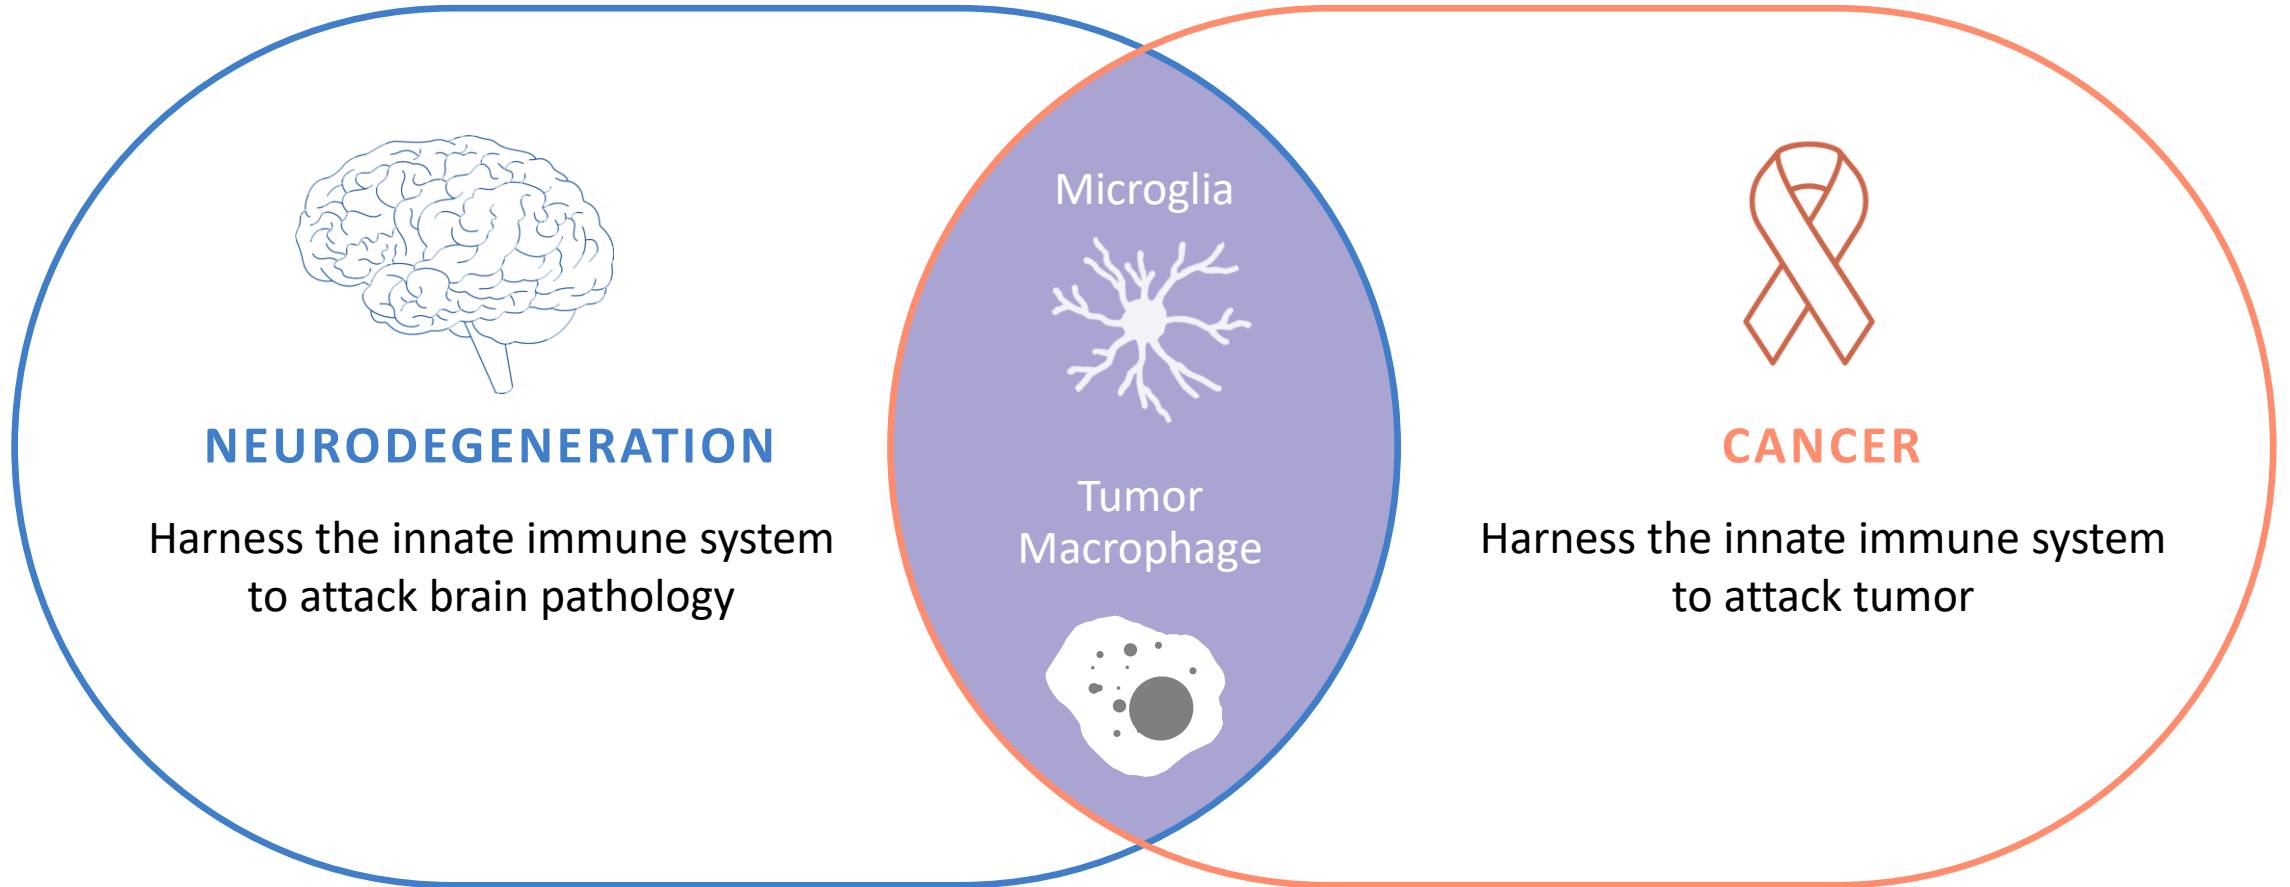 NEURODEGENERATION
Harness the innate immune system
to attack brain pathology
Microglia
Tumor
Macrophage
CANCER
Harness the innate immune system
to attack tumor